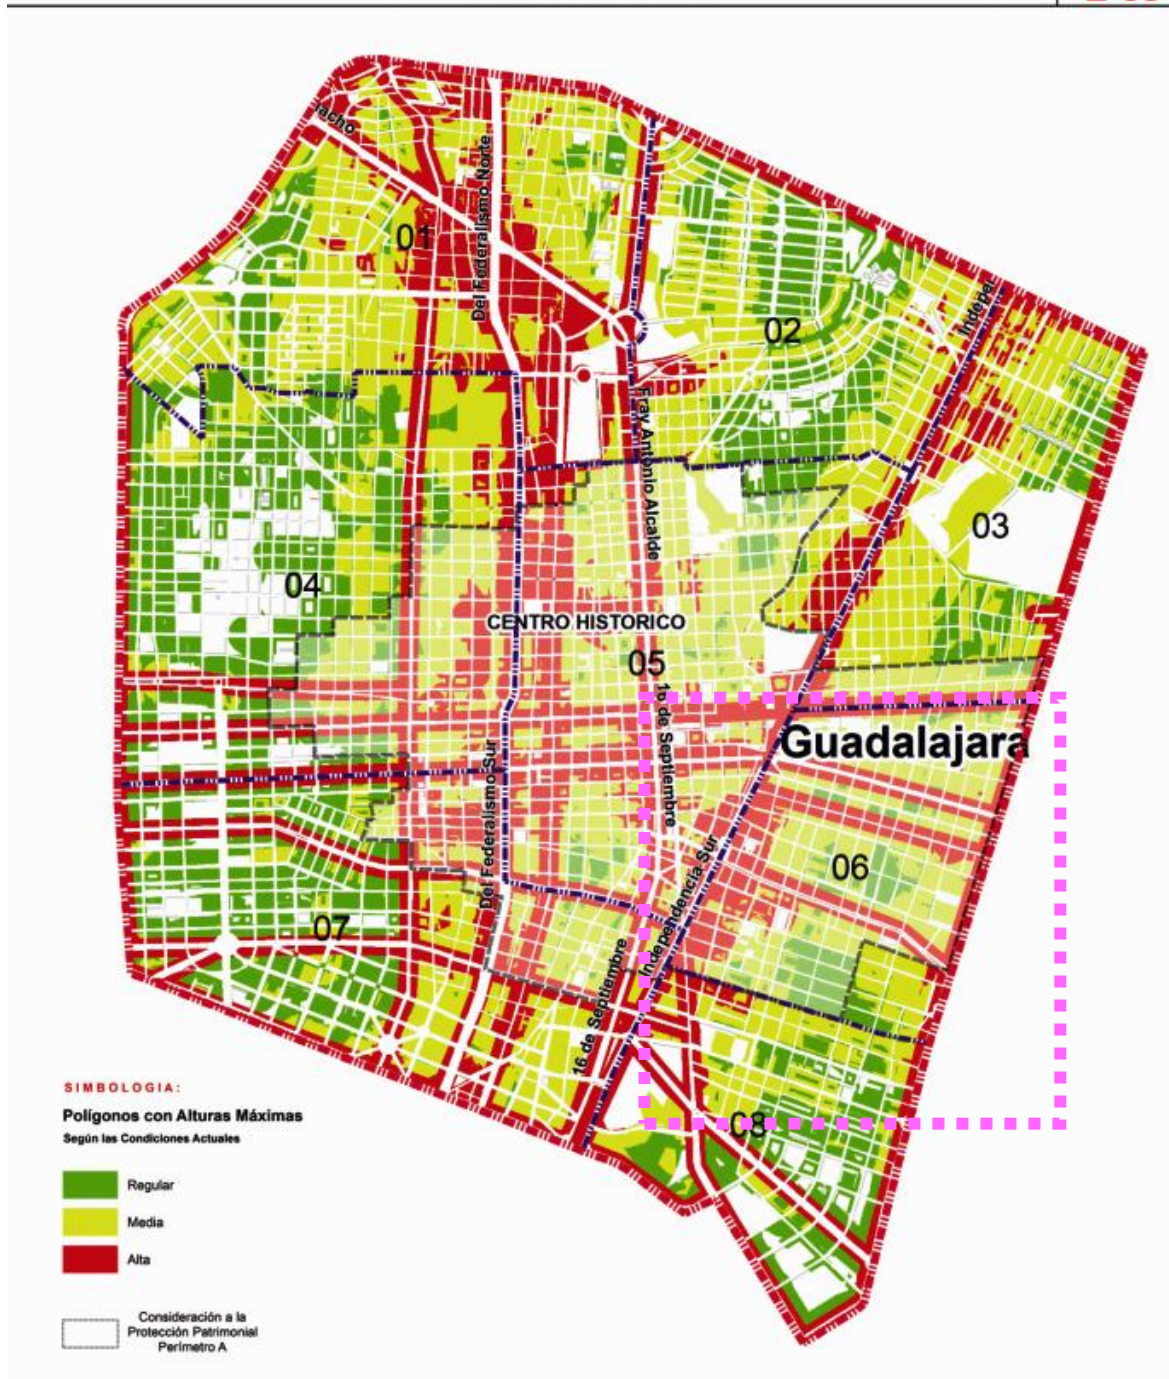 acho
Del Federalismo Norte
01
02
Indepe
Fray Antonio Alcalde
03
04
CENTRO HISTORICO
05
16 de Septiembre
Guadalajara
Del Federalismo Sur
Independencia Sur
06
07
16 de Septiembre
08
SIMBOLOGIA:
Polígonos con Alturas Máximas
Según las Condiciones Actuales
Regular
Media
Alta
Consideración a la
Protección Patrimonial
Perímetro A